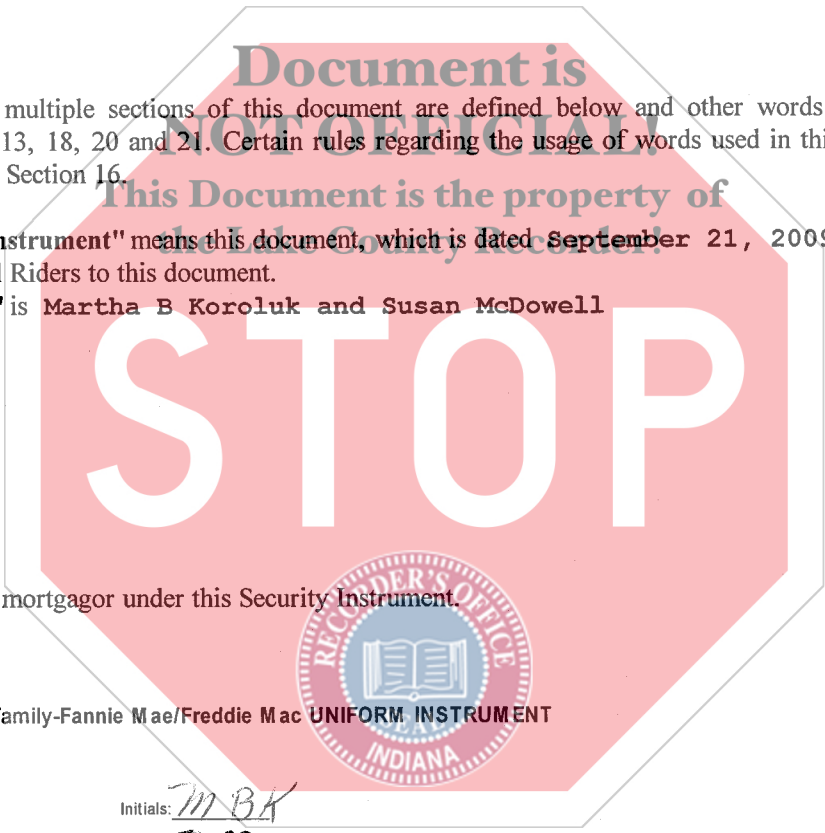 Document is
multiple sections of this document are defined below and other words
NOT OFFICIAL!
13, 18, 20 and 21. Certain rules regarding the usage of words used in thi
Section 16.
This Document is the property of
nstrument" means this document, which is dated September 21, 2009
the Lake County Recorder!
Riders to this document.
" is Martha B Koroluk and Susan McDowell
STOP
mortgagor under this Security Instrument.
RECORDER'S OFFICE
SEAL
INDIANA
amily-Fannie Mae/Freddie Mac UNIFORM INSTRUMENT
Initials: MBK